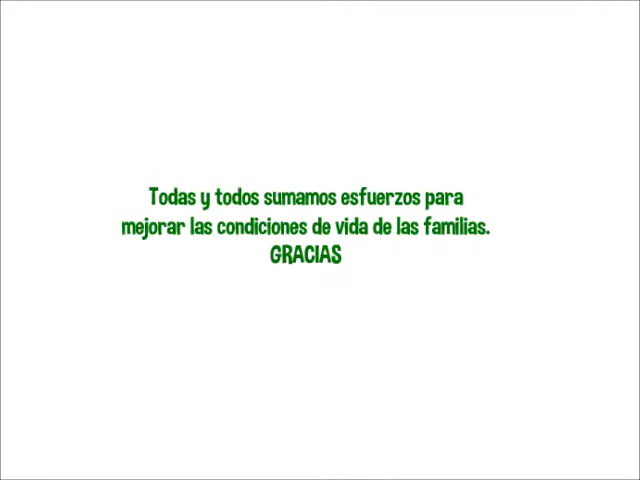 Todas y todos sumamos esfuerzos para
mejorar las condiciones de vida de las familias.
GRACIAS